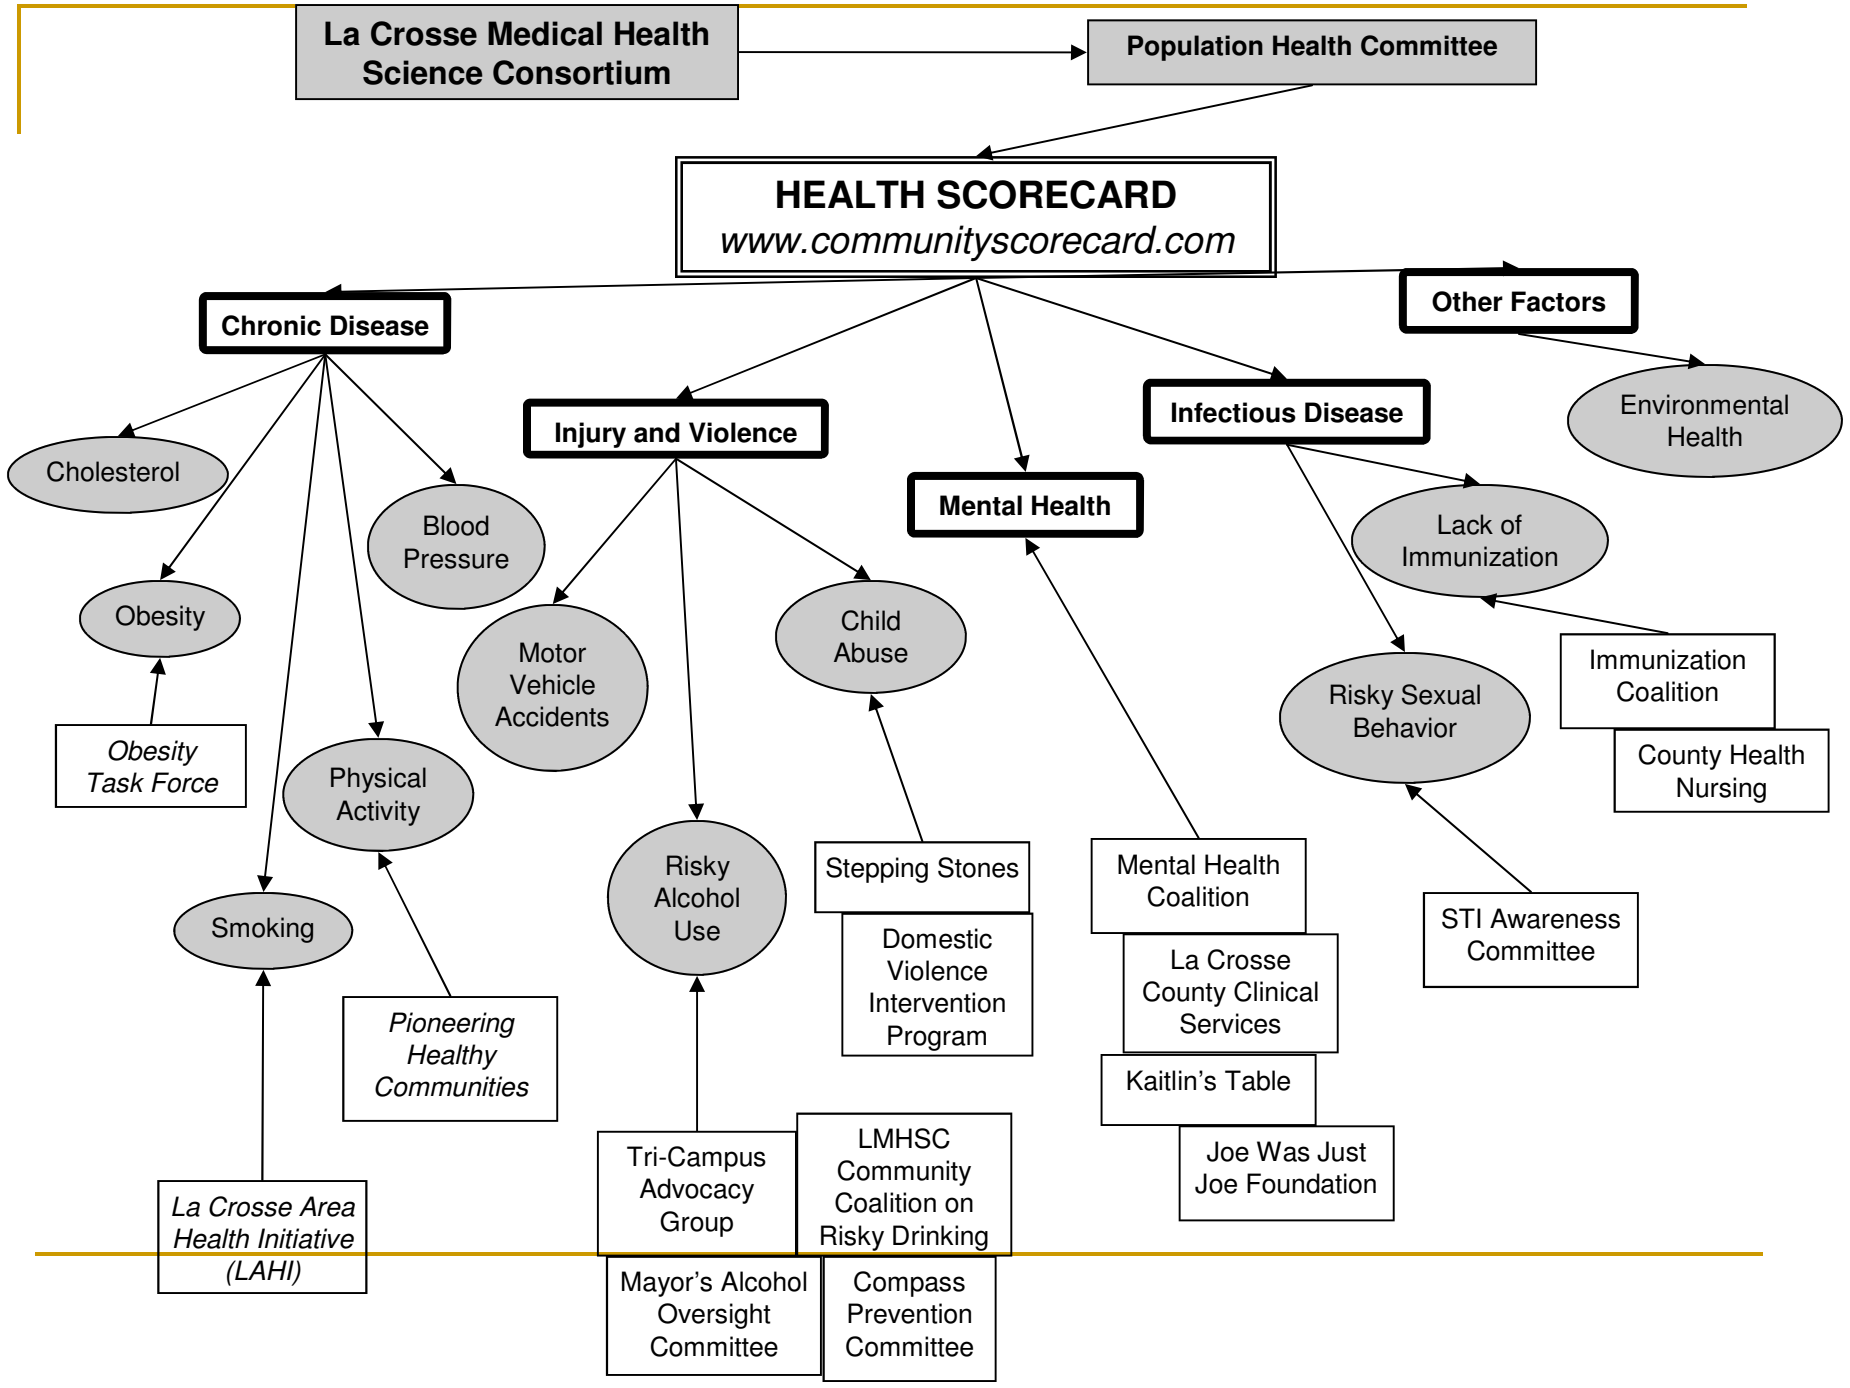 La Crosse Medical Health
Science Consortium
Population Health Committee
HEALTH SCORECARD
www.communityscorecard.com
Chronic Disease
Other Factors
Injury and Violence
Infectious Disease
Mental Health
Environmental
Health
Cholesterol
Blood
Pressure
Lack of
Immunization
Obesity
Motor
Vehicle
Accidents
Child
Abuse
Risky Sexual
Behavior
Immunization
Coalition
County Health
Nursing
Obesity
Task Force
Physical
Activity
Smoking
Risky
Alcohol
Use
Stepping Stones
Domestic
Violence
Intervention
Program
Mental Health
Coalition
La Crosse
County Clinical
Services
Kaitlin's Table
Joe Was Just
Joe Foundation
STI Awareness
Committee
Pioneering
Healthy
Communities
La Crosse Area
Health Initiative
(LAHI)
Tri-Campus
Advocacy
Group
LMHSC
Community
Coalition on
Risky Drinking
Mayor's Alcohol
Oversight
Committee
Compass
Prevention
Committee